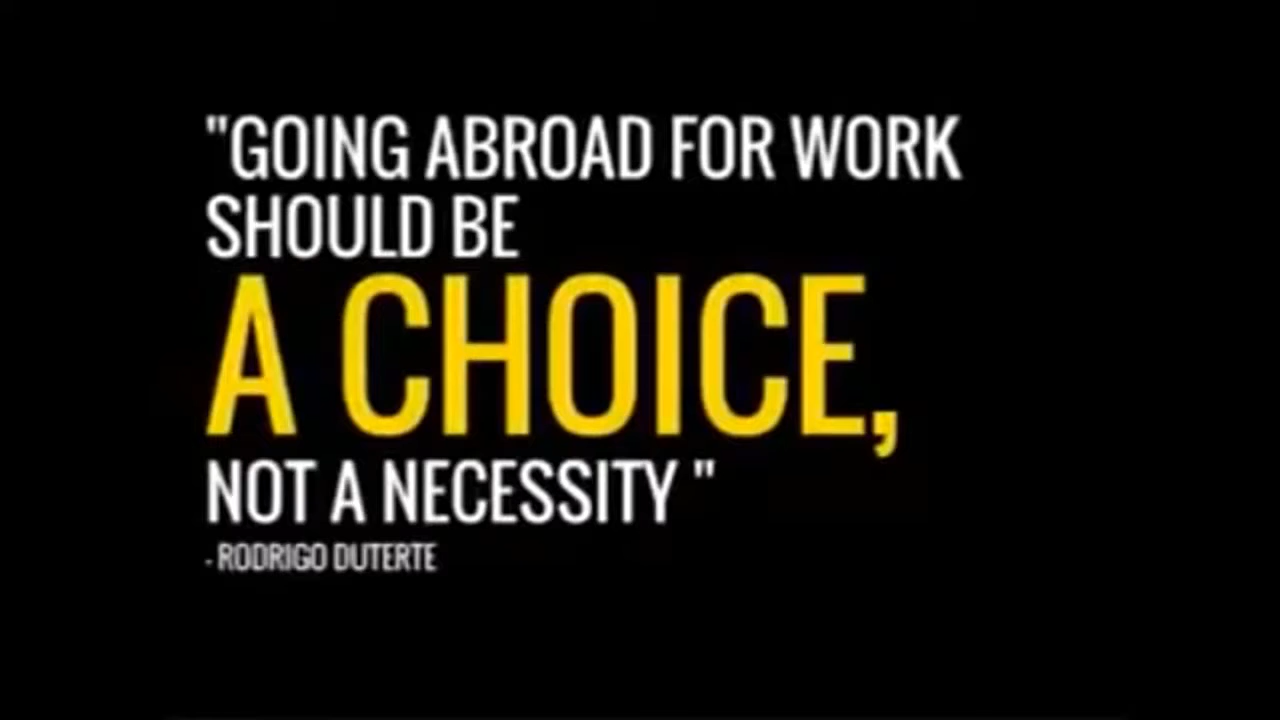 "GOING ABROAD FOR WORK
SHOULD BE
A CHOICE,
NOT A NECESSITY "
- RODRIGO DUTERTE